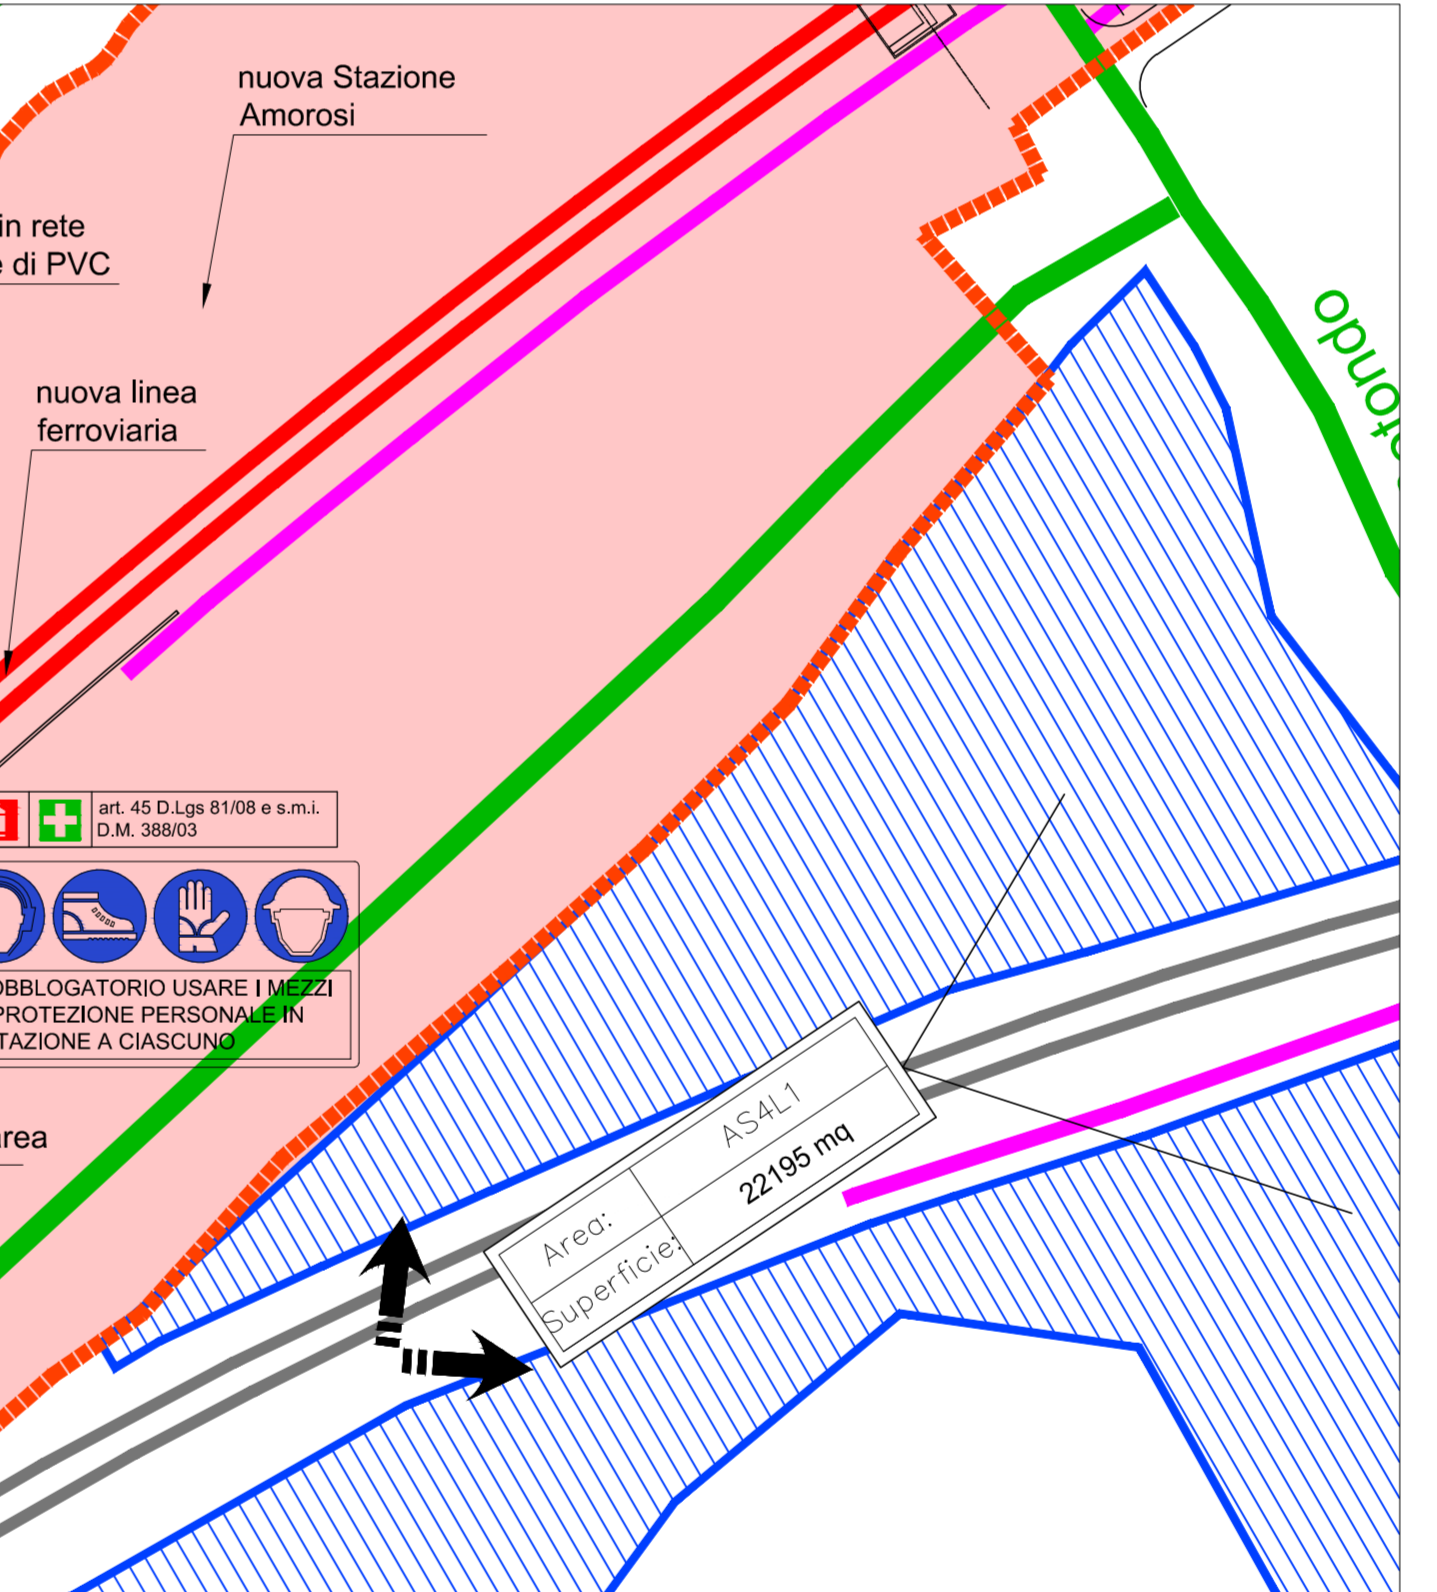 nuova Stazione
Amorosi
in rete
e di PVC
nuova linea
ferroviaria
tondo
art. 45 D.Lgs 81/08 e s.m.i.
D.M. 388/03
OBBLOGATORIO USARE I MEZZI
PROTEZIONE PERSONALE IN
TAZIONE A CIASCUNO
area
Area: AS4L1
Superficie: 22195 mq